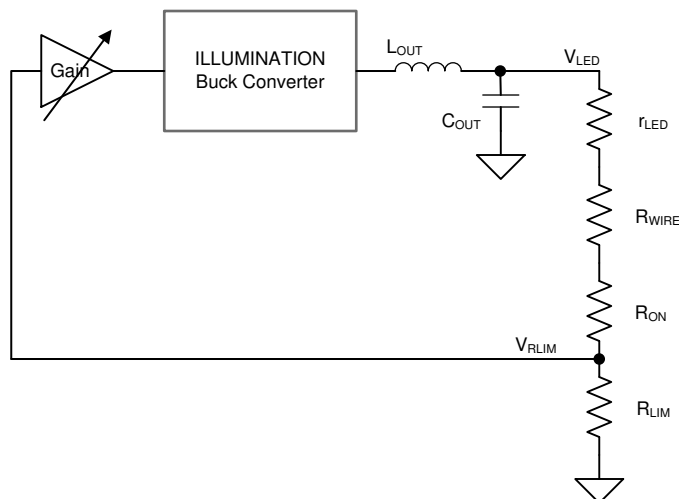 ILLUMINATION
Buck Converter
Gain
LOUT
VLED
COUT
rLED
RWIRE
RON
VRLIM
RLIM